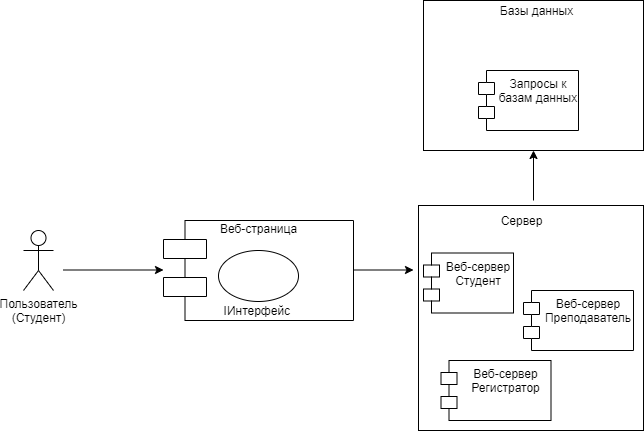 Базы данных
Запросы к
базам данных
Сервер
Веб-страница
IИнтерфейс
Веб-сервер
Студент
Веб-сервер
Преподаватель
Веб-сервер
Регистратор
Пользователь
(Студент)